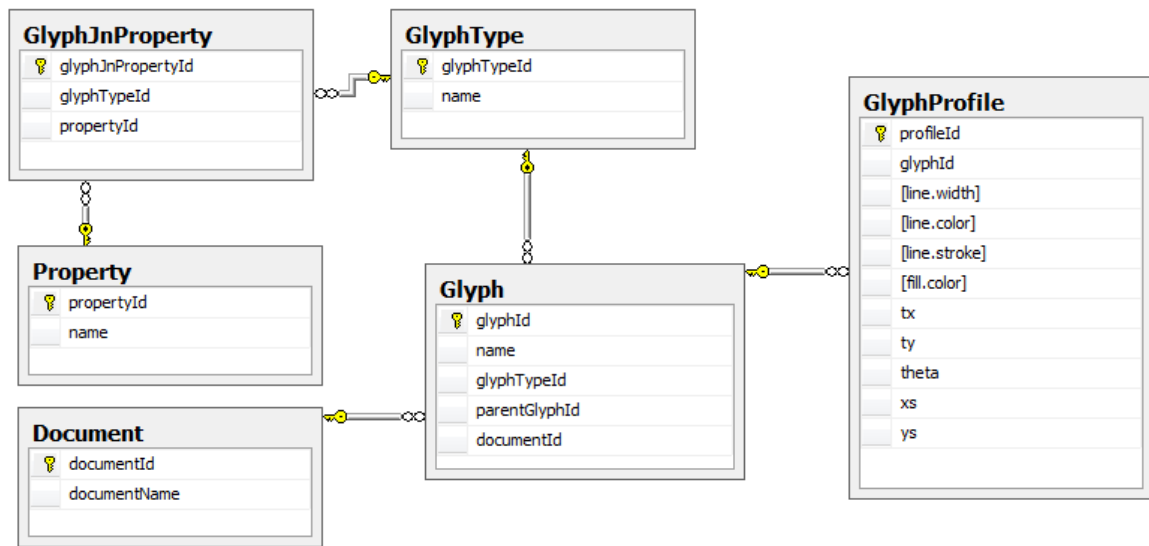 GlyphJnProperty
glyphJnPropertyId
glyphTypeId
propertyId
GlyphType
glyphTypeId
name
GlyphProfile
profileId
glyphId
[line.width]
[line.color]
[line.stroke]
[fill.color]
tx
ty
theta
xs
ys
Property
propertyId
name
Glyph
glyphId
name
glyphTypeId
parentGlyphId
documentId
Document
documentId
documentName